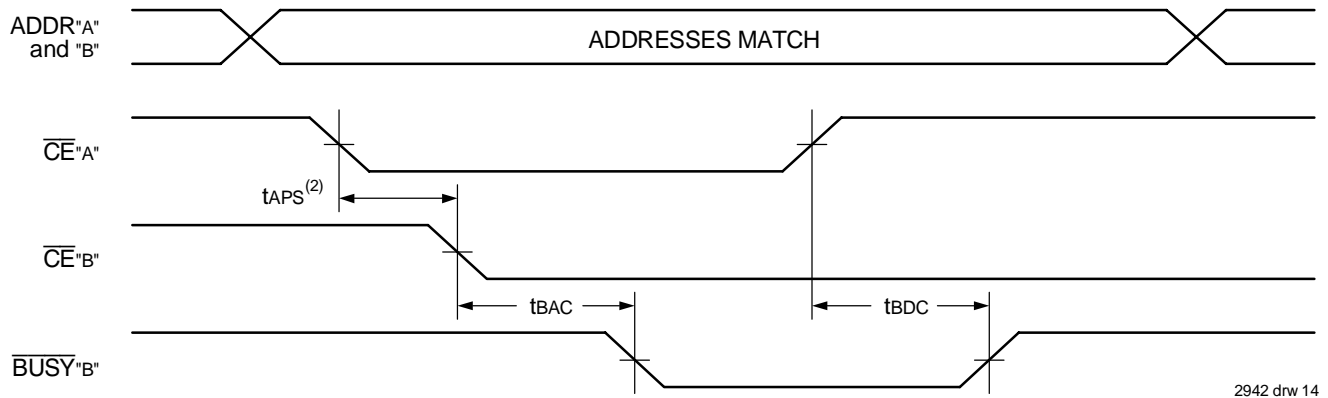 ADDR"A"
and "B"
ADDRESSES MATCH
CE"A"
tAPS(2)
CE"B"
tBAC
tBDC
BUSY"B"
2942 drw 14